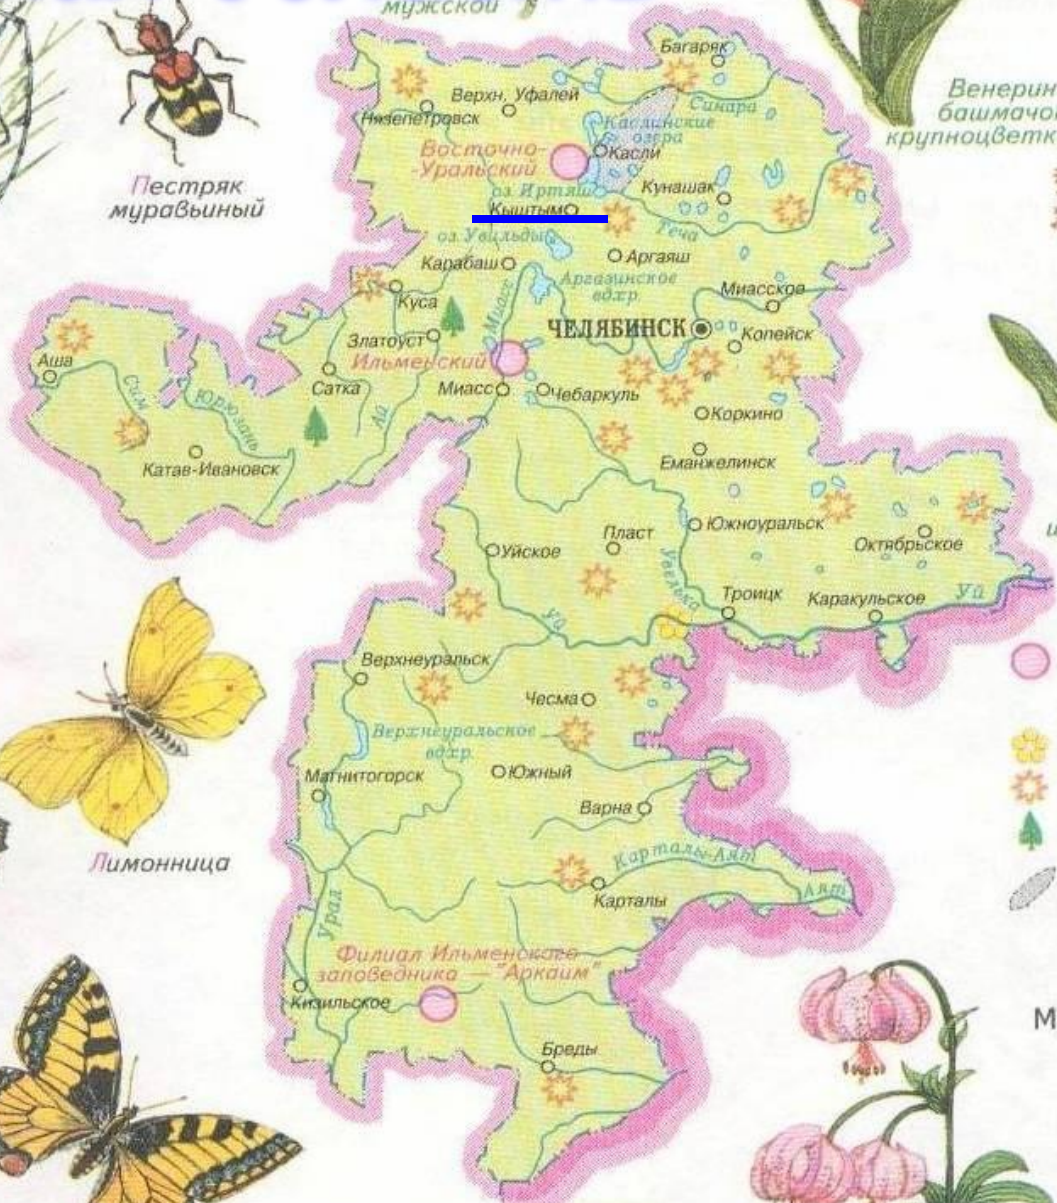 мужской
Багаряк
Венерин
башмачо
крупноцветк
Верхн. Уфалей
Синара
Нязепетровск
Каслинские
озёра
Восточно-
-Уральский
Касли
Пестряк
муравьиный
оз. Иртяш
Кунашак
Кыштым
оз. Увильды
Теча
Карабаш
Аргаяш
Аргазинское
вдхр.
Миасское
Куса
Миасс
ЧЕЛЯБИНСК
Копейск
Златоуст
Ильменский
Аша
Сатка
Миасс
Чебаркуль
Сим
Юрюзань
Ай
Коркино
Катав-Ивановск
Еманжелинск
Южноуральск
Пласт
Октябрьское
Уйское
Увелька
Троицк
Каракульское
Уй
Уй
Верхнеуральск
Чесма
Верхнеуральское
вдхр.
Магнитогорск
Южный
Варна
Лимонница
Карталы-Аят
Аят
Карталы
Урал
Филиал Ильменского
заповедника — "Аркаим"
Кизильское
М
Бреды